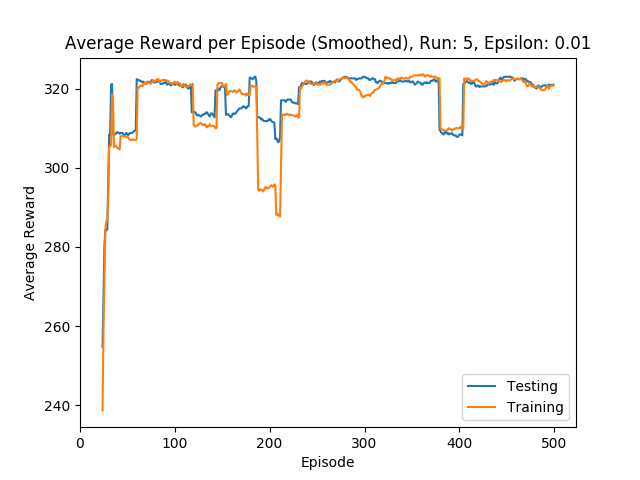 Average Reward per Episode (Smoothed), Run: 5, Epsilon: 0.01
Average Reward
320
300
280
260
240
0 100 200 300 400 500
Episode
Testing
Training